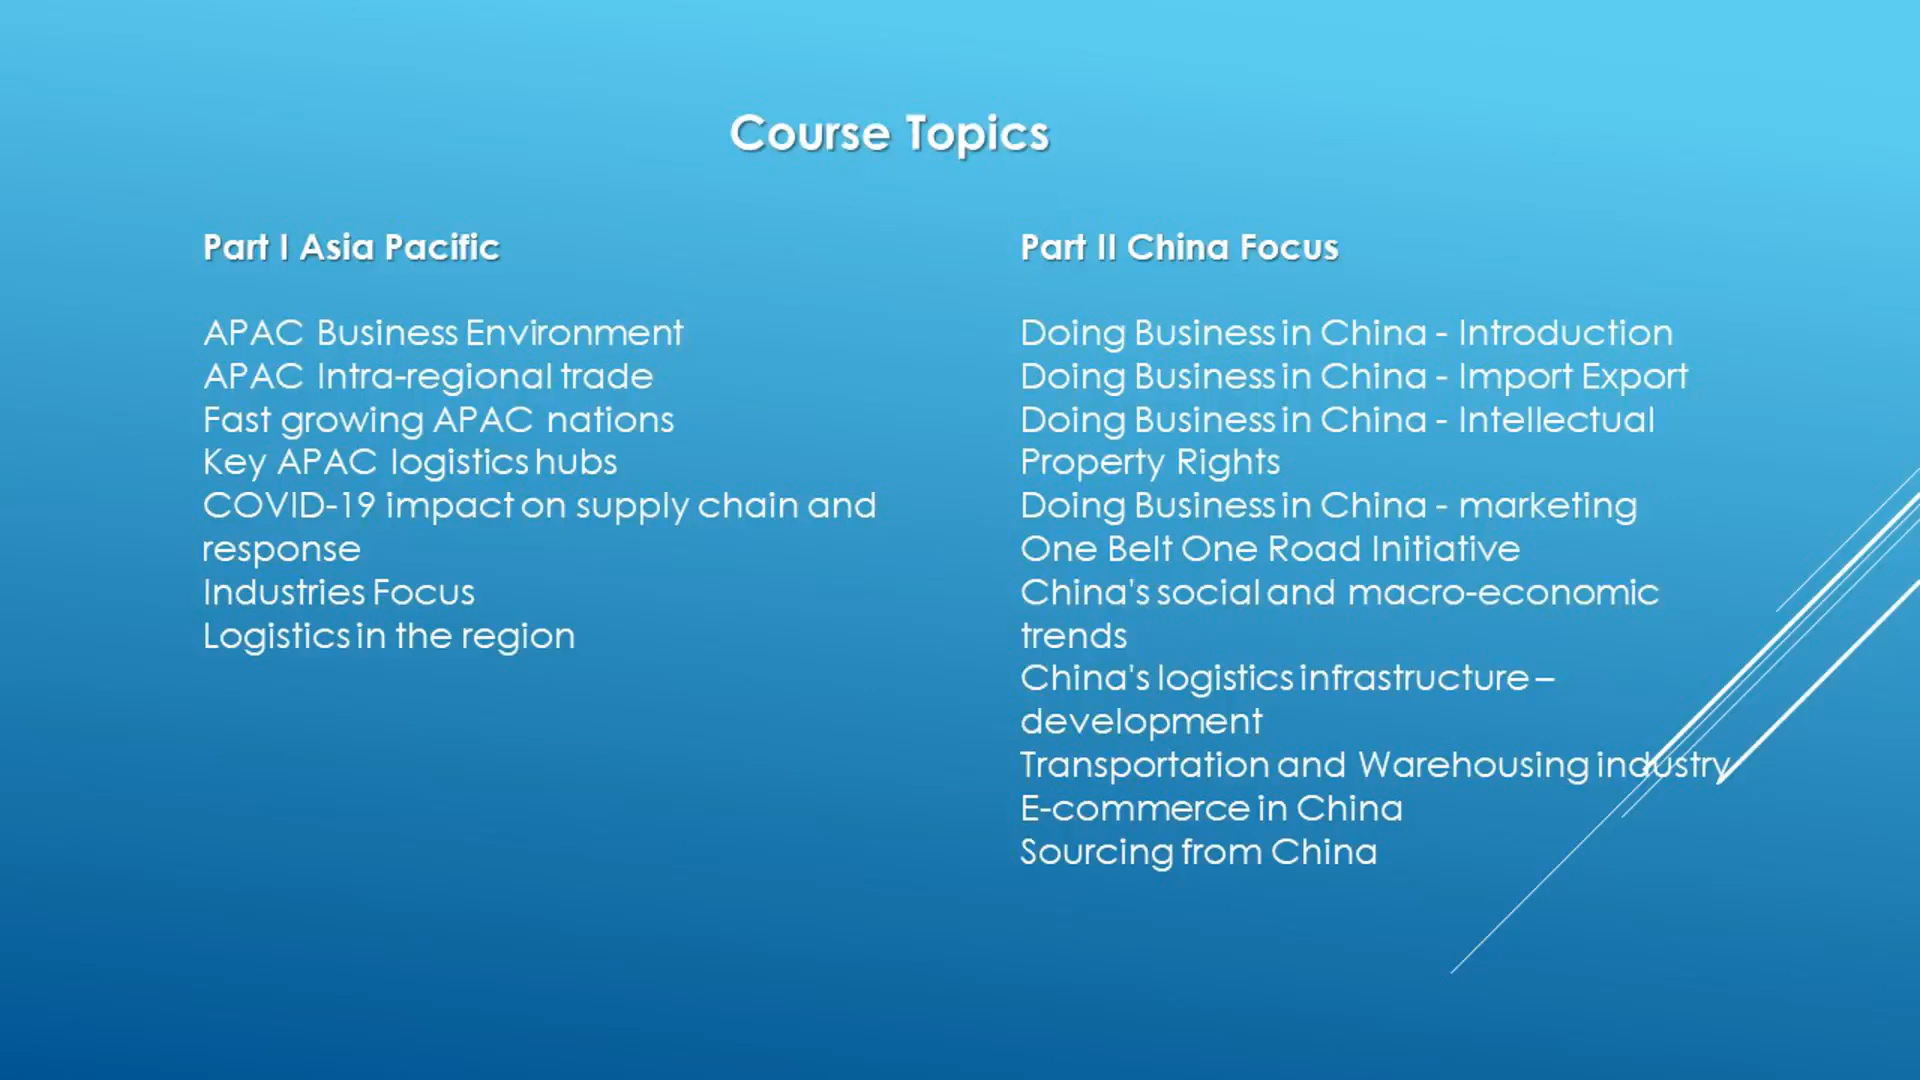 Course Topics
Part I Asia Pacific
APAC Business Environment
APAC Intra-regional trade
Fast growing APAC nations
Key APAC logistics hubs
COVID-19 impact on supply chain and
response
Industries Focus
Logistics in the region
Part II China Focus
Doing Business in China - Introduction
Doing Business in China - Import Export
Doing Business in China - Intellectual
Property Rights
Doing Business in China - marketing
One Belt One Road Initiative
China's social and macro-economic
trends
China's logistics infrastructure –
development
Transportation and Warehousing industry
E-commerce in China
Sourcing from China